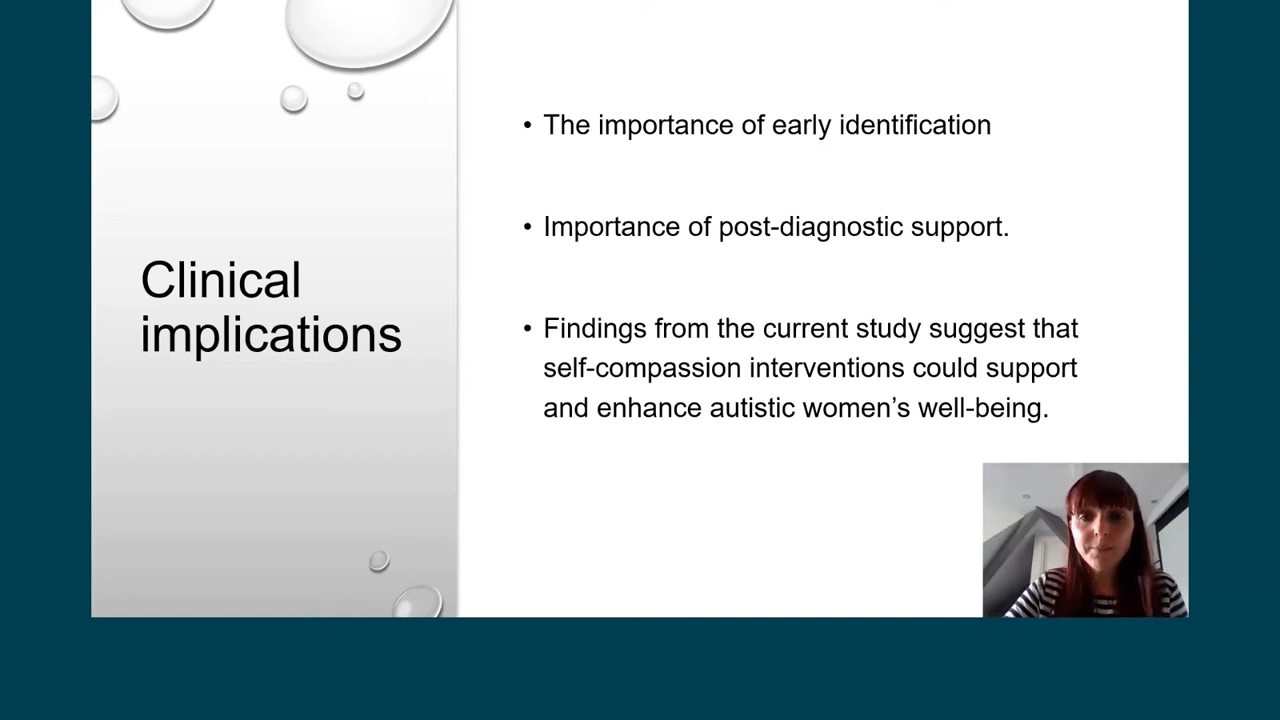 Clinical
implications
• The importance of early identification
• Importance of post-diagnostic support.
• Findings from the current study suggest that
self-compassion interventions could support
and enhance autistic women’s well-being.